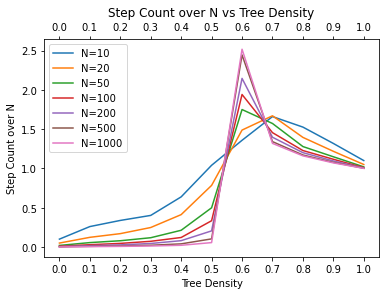 Step Count over N vs Tree Density
0.0 0.1 0.2 0.3 0.4 0.5 0.6 0.7 0.8 0.9 1.0
2.5
2.0
1.5
1.0
0.5
0.0
Step Count over N
N=10
N=20
N=50
N=100
N=200
N=500
N=1000
0.0 0.1 0.2 0.3 0.4 0.5 0.6 0.7 0.8 0.9 1.0
Tree Density